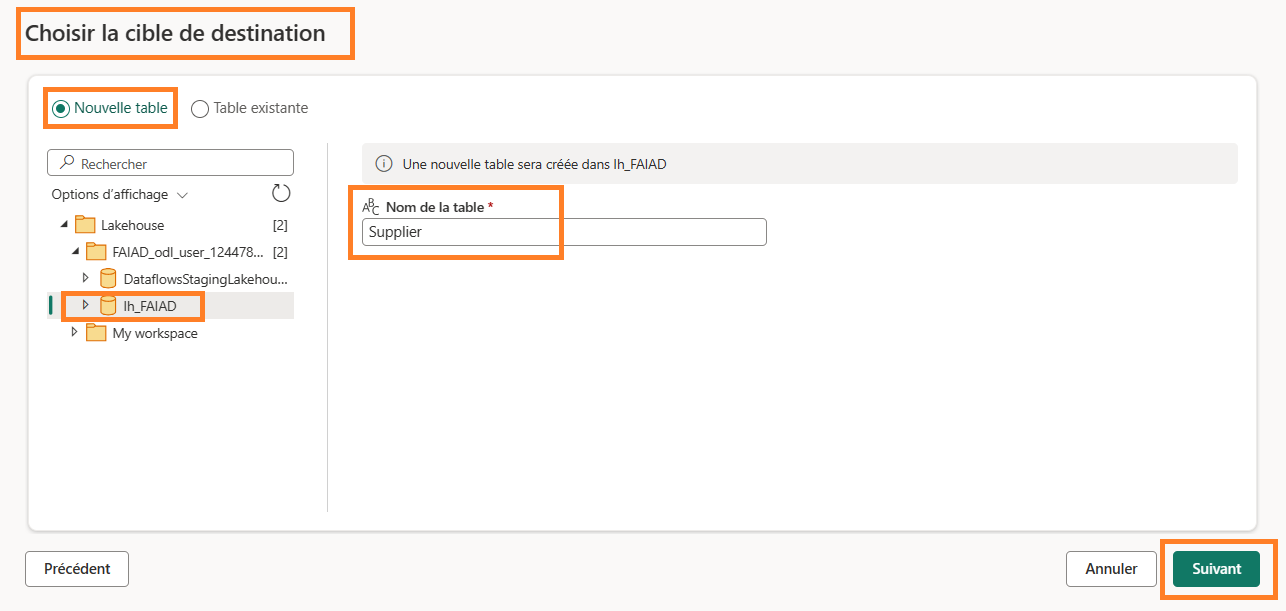 Choisir la cible de destination
Nouvelle table
Table existante
Rechercher
Options d'affichage
Lakehouse [2]
FAIAD_odl_user_124478... [2]
DataflowsStagingLakehou...
lh_FAIAD
My workspace
Une nouvelle table sera créée dans lh_FAIAD
ABC Nom de la table *
Supplier
Précédent
Annuler
Suivant